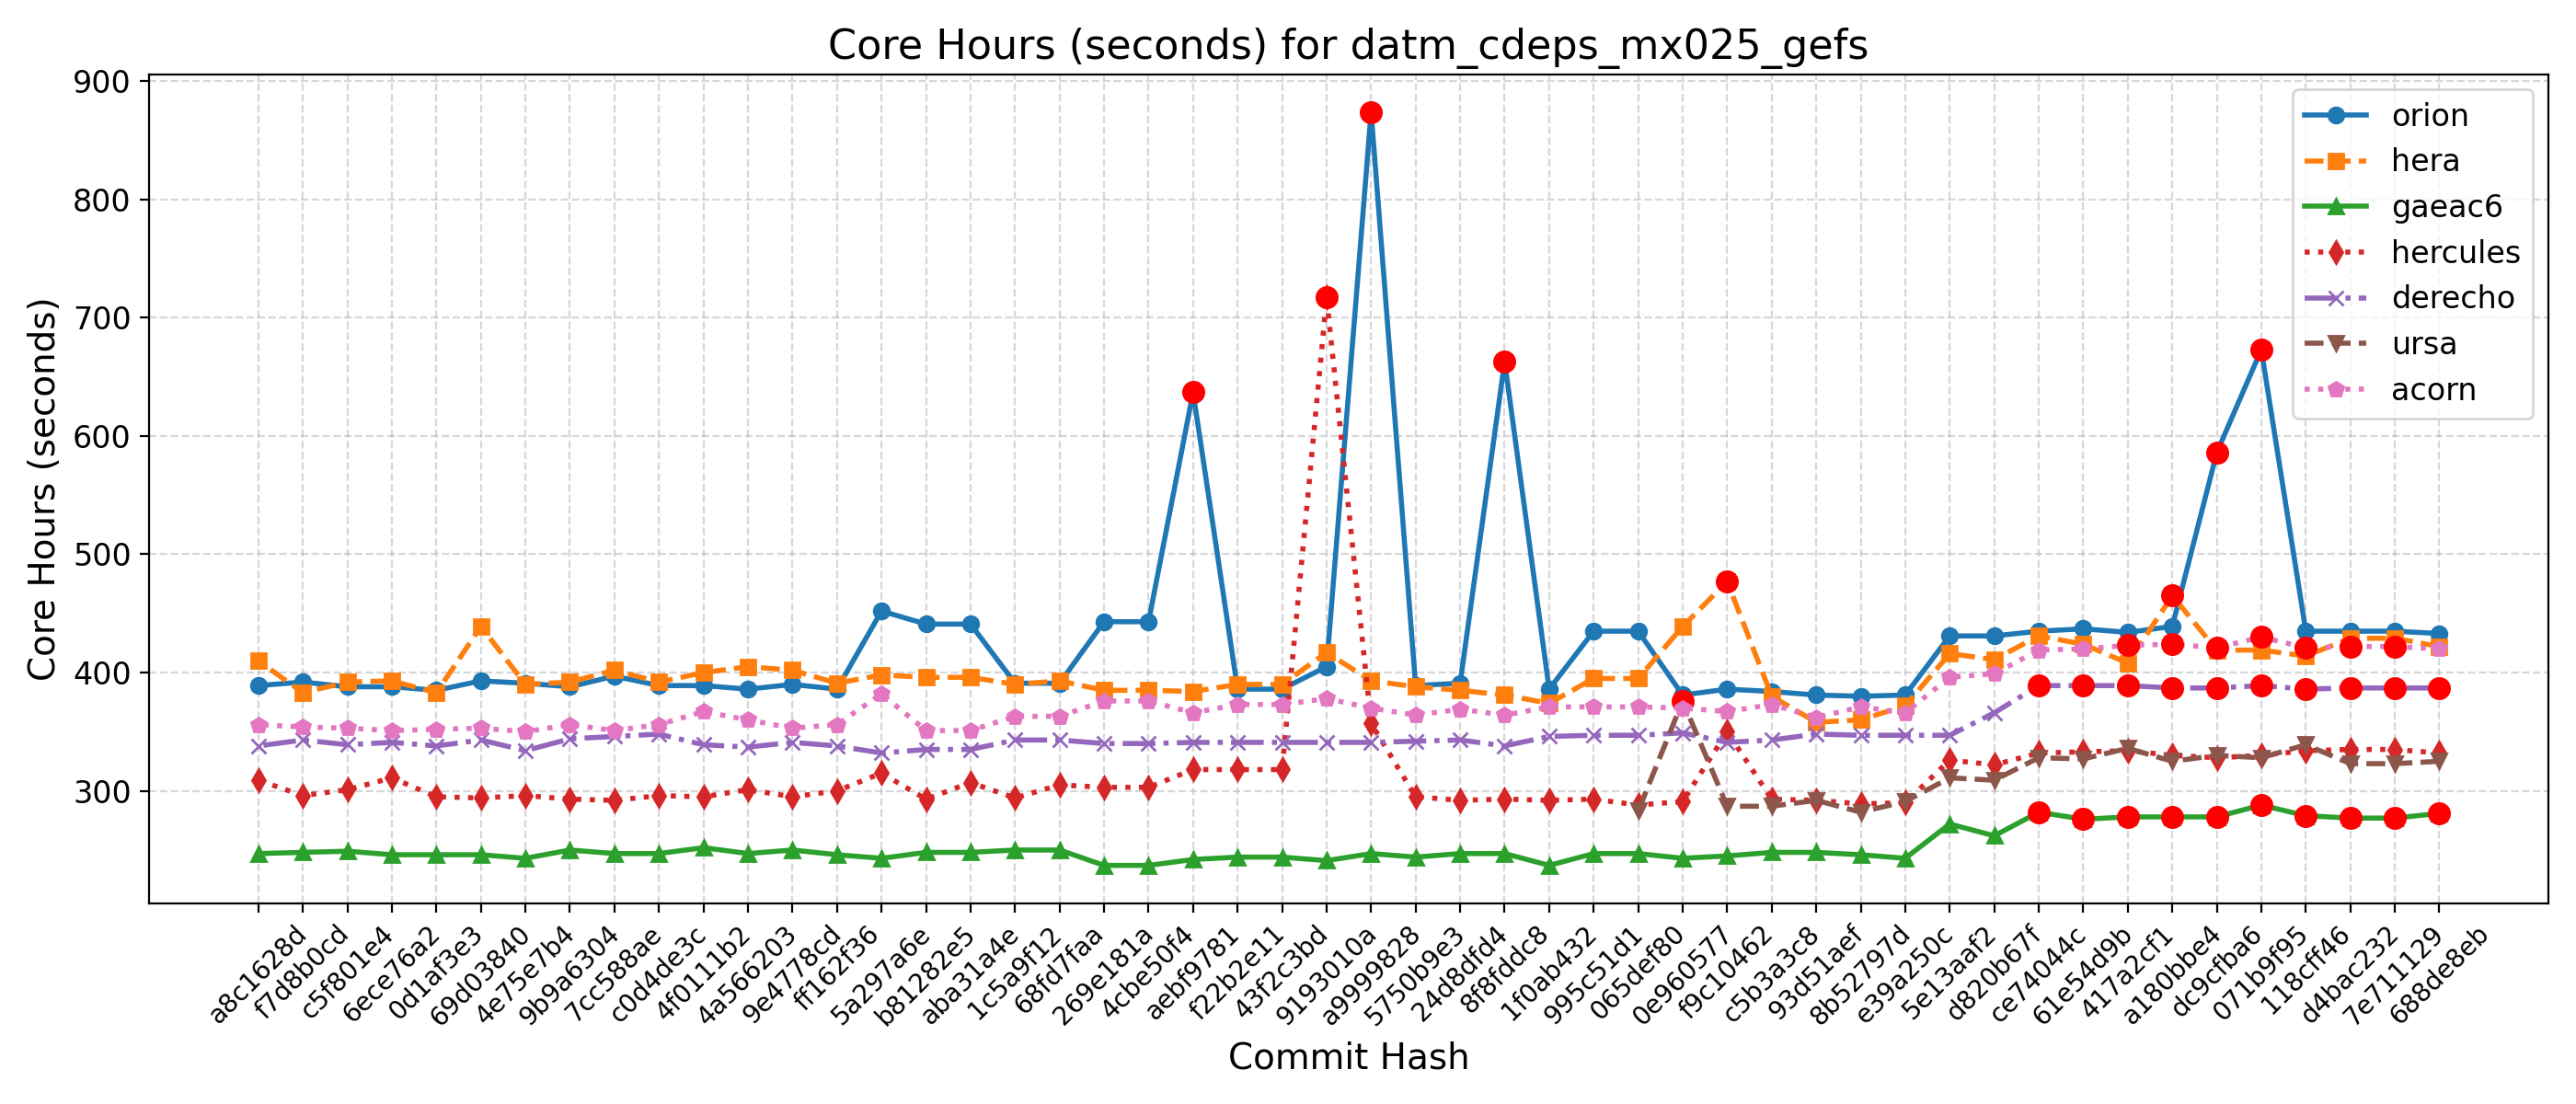 Core Hours (seconds) for datm_cdeps_mx025_gefs
Core Hours (seconds)
900
800
700
600
500
400
300
orion
hera
gaeac6
hercules
derecho
ursa
acorn
a8c1628d
f7d8b0cd
c5f801e4
6ece76a2
0d1af3e3
69d03840
4e75e7b4
9b9a6304
7cc588ae
c0d4de3c
4f0111b2
4a566203
9e4778cd
ff162f36
5a297a6e
b81282e5
aba31a4e
1c5a9f12
68fd7faa
269e181a
4cbe50f4
aebf9781
f22b2e11
43f2c3bd
9193010a
a9999828
5750b9e3
24d8dfd4
8f8fddc8
1f0ab432
995c51d1
065def80
0e960577
f9c10462
c5b3a3c8
93d51aef
8b52797d
e39a250c
5e13aaf2
d820b67f
ce74044c
61e54d9b
417a2cf1
a180bbe4
dc9cfba6
071b9f95
118cff46
d4bac232
7e711129
688de8eb
Commit Hash